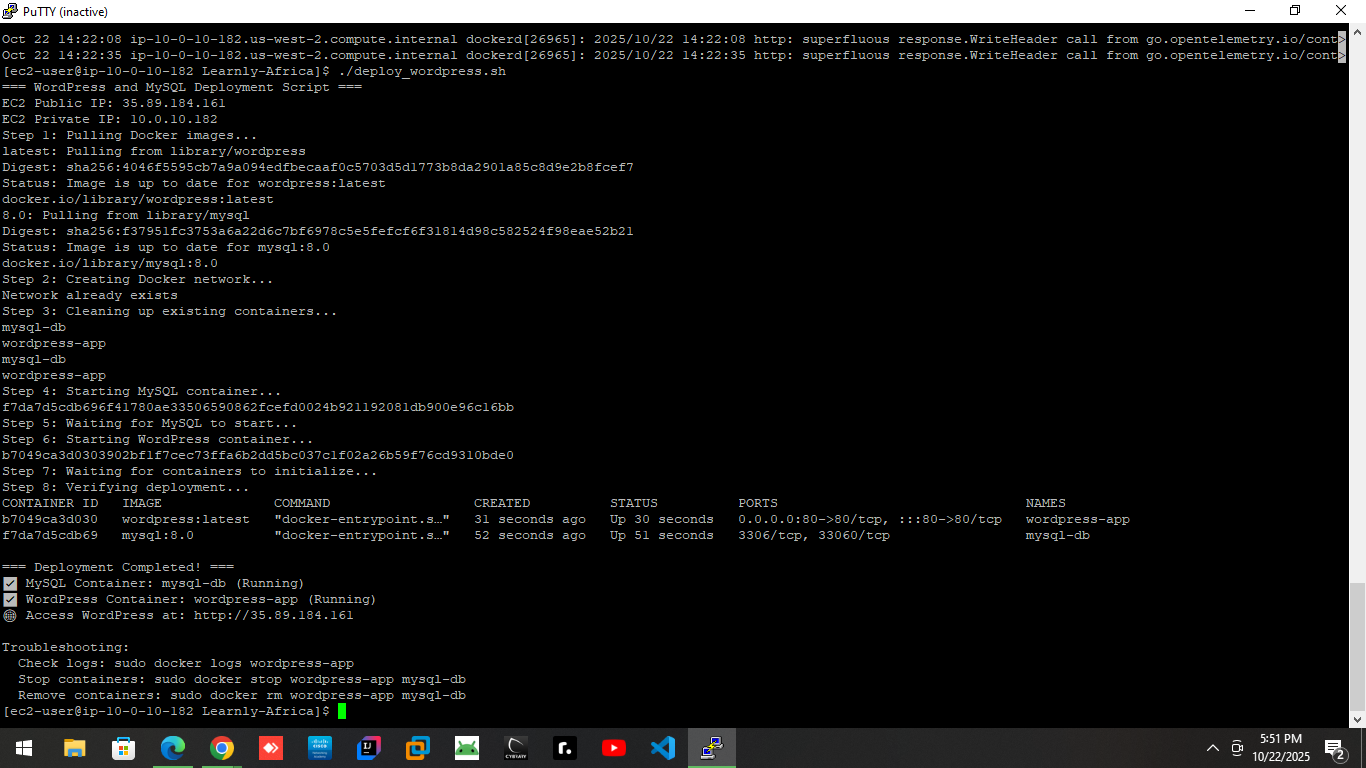 PuTTY (inactive)
Oct 22 14:22:08 ip-10-0-10-182.us-west-2.compute.internal dockerd[26965]: 2025/10/22 14:22:08 http: superfluous response.WriteHeader call from go.opentelemetry.io/cont>
Oct 22 14:22:35 ip-10-0-10-182.us-west-2.compute.internal dockerd[26965]: 2025/10/22 14:22:35 http: superfluous response.WriteHeader call from go.opentelemetry.io/cont>
[ec2-user@ip-10-0-10-182 Learnly-Africa]$ ./deploy_wordpress.sh
=== WordPress and MySQL Deployment Script ===
EC2 Public IP: 35.89.184.161
EC2 Private IP: 10.0.10.182
Step 1: Pulling Docker images...
latest: Pulling from library/wordpress
Digest: sha256:4046f5595cb7a9a094edfbecaaf0c5703d5d1773b8da2901a85c8d9e2b8fcef7
Status: Image is up to date for wordpress:latest
docker.io/library/wordpress:latest
8.0: Pulling from library/mysql
Digest: sha256:f37951fc3753a6a22d6c7bf6978c5e5fefcf6f31814d98c582524f98eae52b21
Status: Image is up to date for mysql:8.0
docker.io/library/mysql:8.0
Step 2: Creating Docker network...
Network already exists
Step 3: Cleaning up existing containers...
mysql-db
wordpress-app
mysql-db
wordpress-app
Step 4: Starting MySQL container...
f7da7d5cdb696f41780ae33506590862fcefd0024b921192081db900e96c16bb
Step 5: Waiting for MySQL to start...
Step 6: Starting WordPress container...
b7049ca3d0303902bf1f7cec73ffa6b2dd5bc037c1f02a26b59f76cd9310bde0
Step 7: Waiting for containers to initialize...
Step 8: Verifying deployment...
CONTAINER ID   IMAGE              COMMAND                  CREATED          STATUS          PORTS                               NAMES
b7049ca3d030   wordpress:latest   "docker-entrypoint.s…"   31 seconds ago   Up 30 seconds   0.0.0.0:80->80/tcp, :::80->80/tcp   wordpress-app
f7da7d5cdb69   mysql:8.0          "docker-entrypoint.s…"   52 seconds ago   Up 51 seconds   3306/tcp, 33060/tcp                 mysql-db
=== Deployment Completed! ===
✅ MySQL Container: mysql-db (Running)
✅ WordPress Container: wordpress-app (Running)
🌐 Access WordPress at: http://35.89.184.161
Troubleshooting:
  Check logs: sudo docker logs wordpress-app
  Stop containers: sudo docker stop wordpress-app mysql-db
  Remove containers: sudo docker rm wordpress-app mysql-db
[ec2-user@ip-10-0-10-182 Learnly-Africa]$
5:51 PM
10/22/2025
2